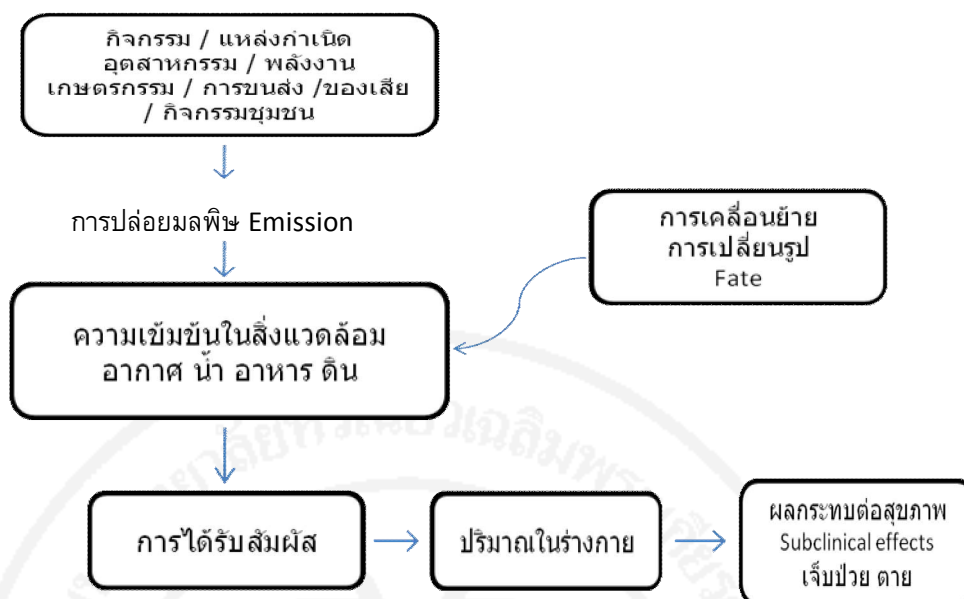 กิจกรรม / แหล่งกำเนิด
อุตสาหกรรม / พลังงาน
เกษตรกรรม / การขนส่ง /ของเสีย
/ กิจกรรมชุมชน
การปล่อยมลพิษ Emission
การเคลื่อนย้าย
การเปลี่ยนรูป
Fate
ความเข้มข้นในสิ่งแวดล้อม
อากาศ น้ำ อาหาร ดิน
การได้รับสัมผัส
ปริมาณในร่างกาย
ผลกระทบต่อสุขภาพ
Subclinical effects
เจ็บป่วย ตาย